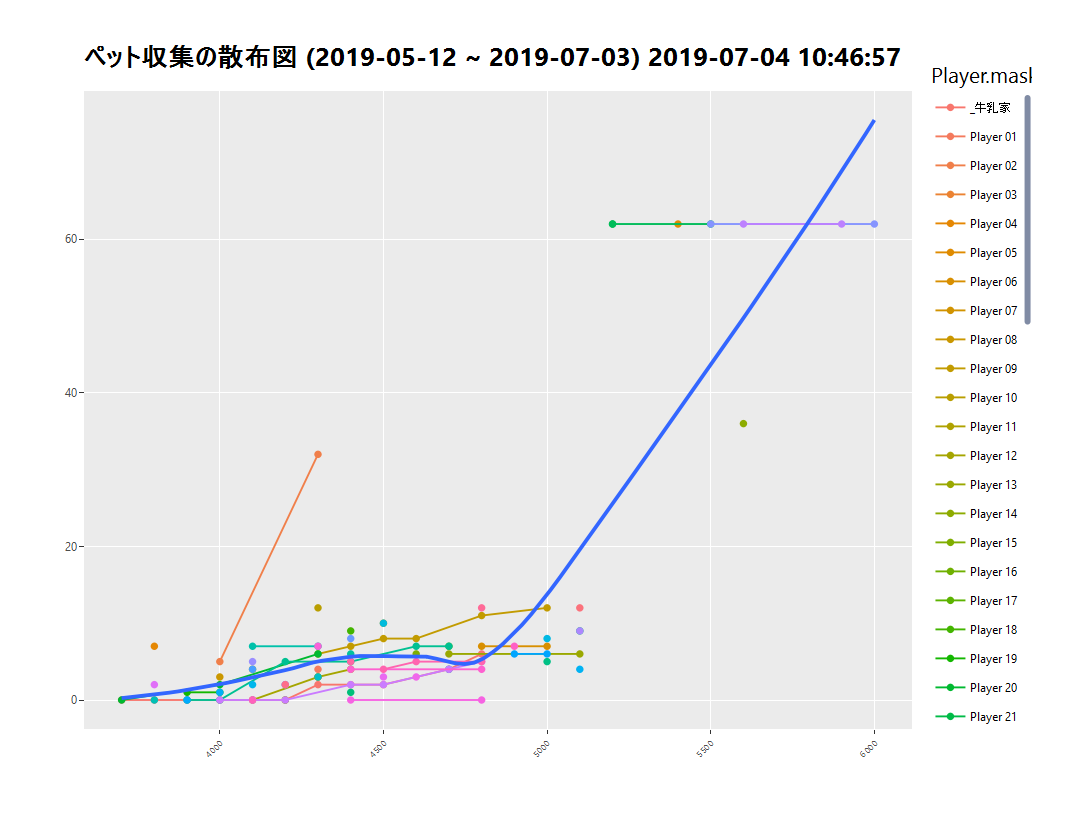 ペット収集の散布図 (2019-05-12 ~ 2019-07-03) 2019-07-04 10:46:57
Player.mask
_牛乳家
Player 01
Player 02
Player 03
Player 04
Player 05
Player 06
Player 07
Player 08
Player 09
Player 10
Player 11
Player 12
Player 13
Player 14
Player 15
Player 16
Player 17
Player 18
Player 19
Player 20
Player 21
60
40
20
0
4000
4500
5000
5500
6000